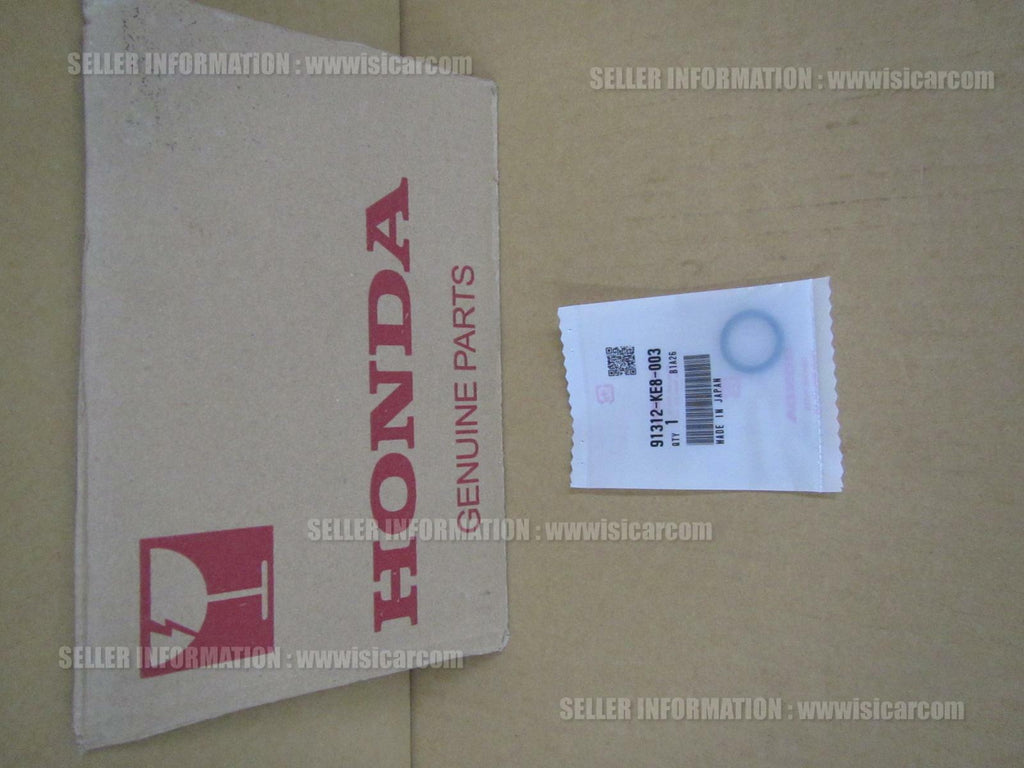 SELLER INFORMATION : wwwisicarcom
SELLER INFORMATION : wwwisicarcom
HONDA
GENUINE PARTS
91312-KE8-003
QTY 1 B1A26
MADE IN JAPAN
SELLER INFORMATION : wwwisicarcom
SELLER INFORMATION : wwwisicarcom
SELLER INFORMATION : wwwisicarcom